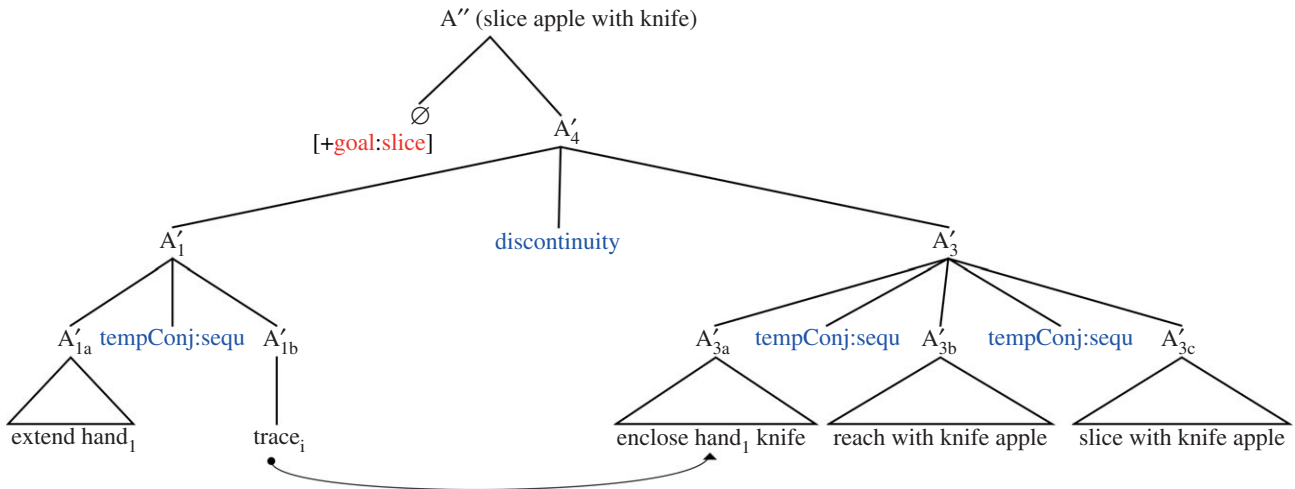 A″ (slice apple with knife)
∅
[+goal:slice]
A′4
A′1
discontinuity
A′3
A′1a
tempConj:sequ
A′1b
A′3a
tempConj:sequ
A′3b
tempConj:sequ
A′3c
extend hand1
tracei
enclose hand1 knife
reach with knife apple
slice with knife apple